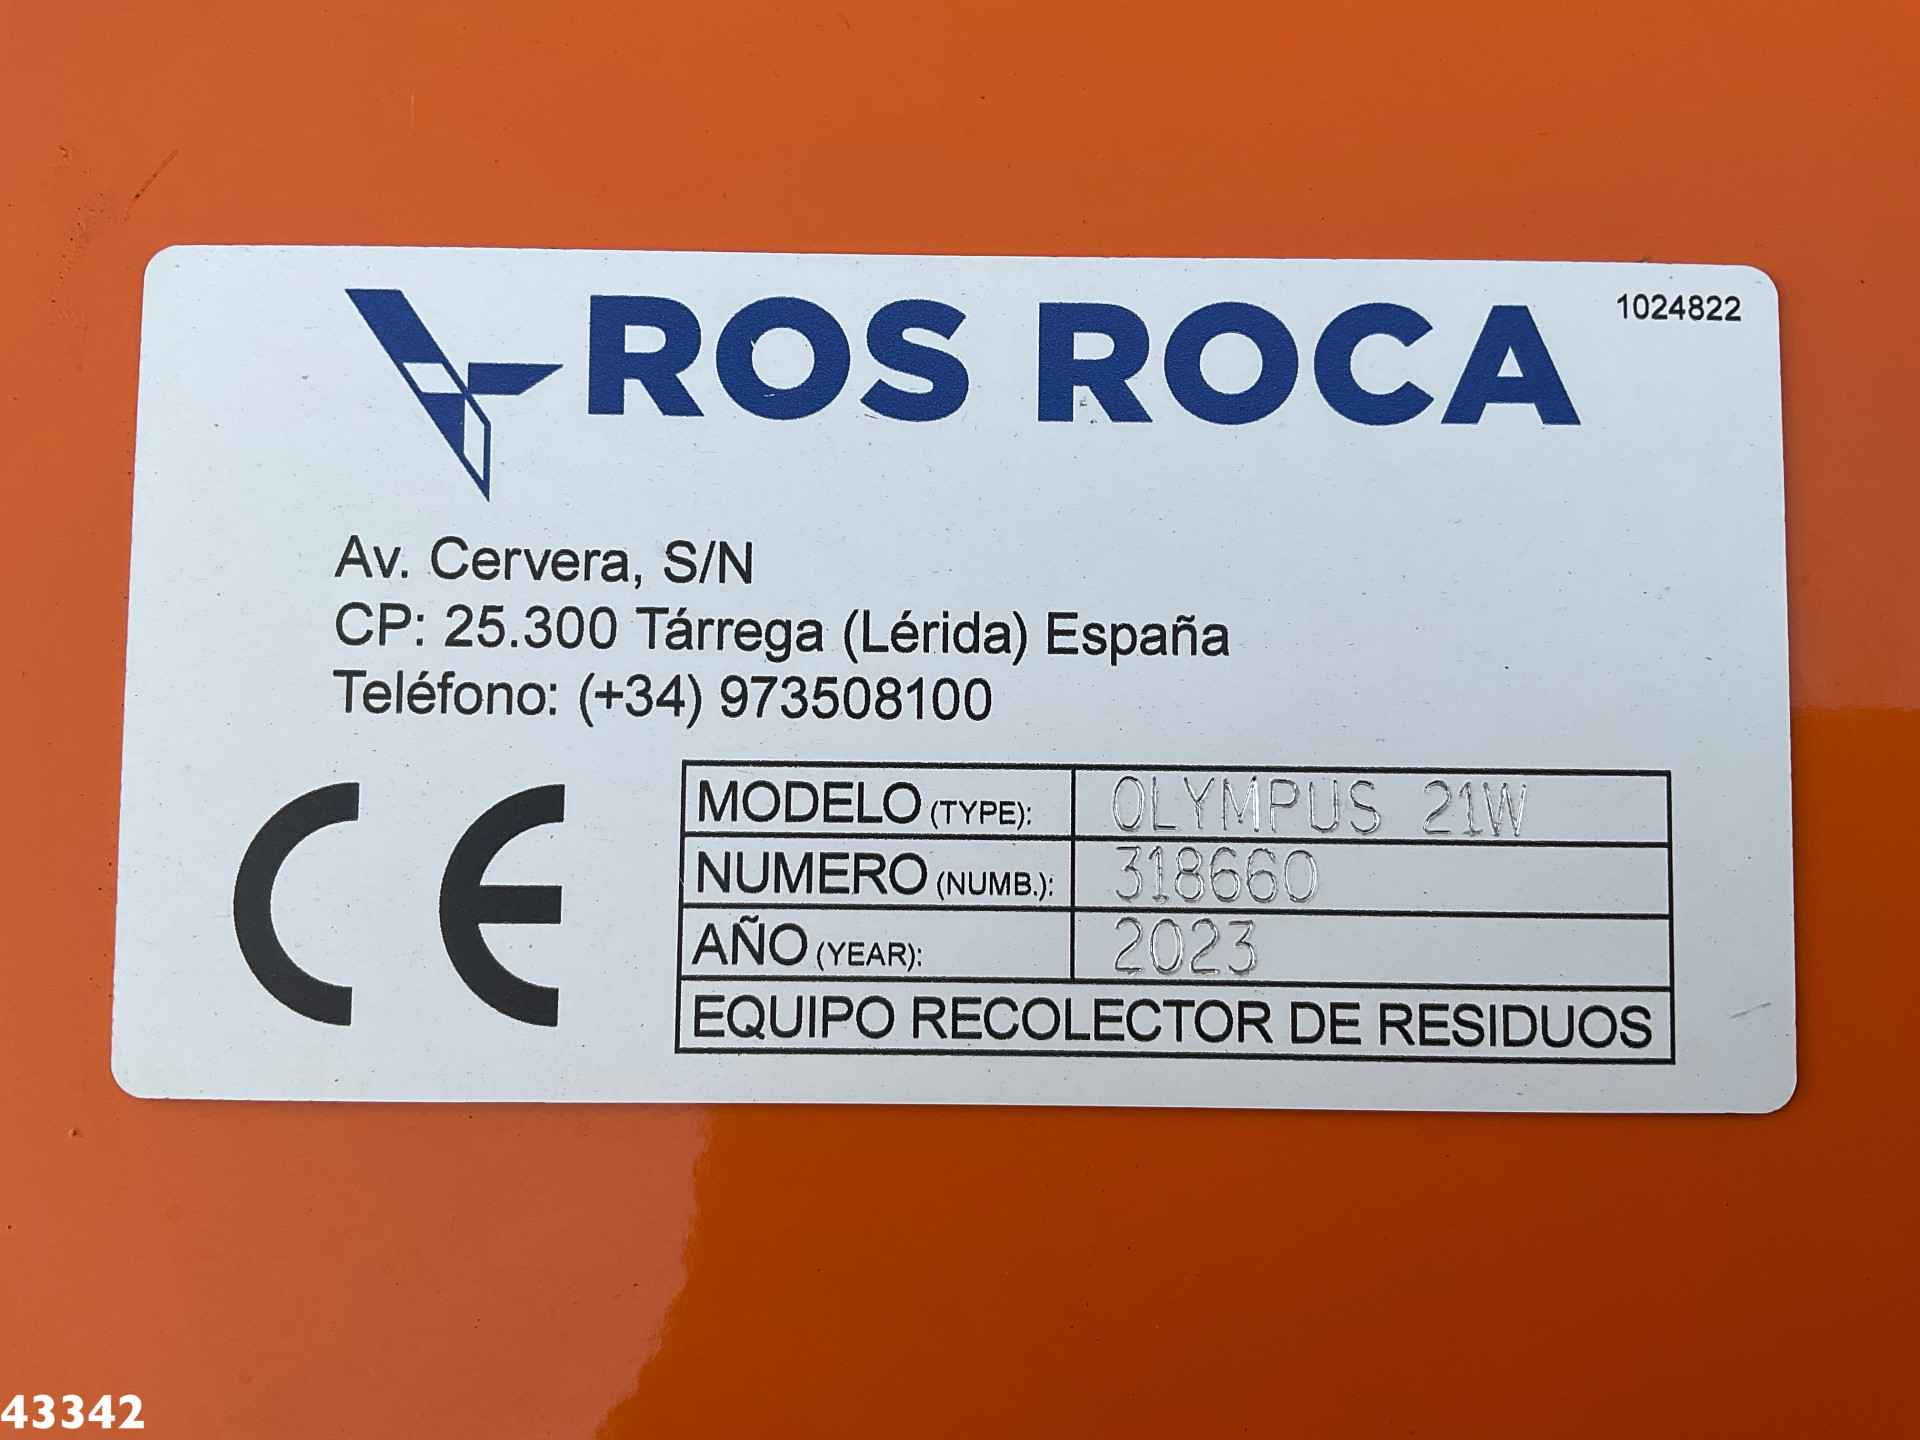 ROS ROCA
1024822
Av. Cervera, S/N
CP: 25.300 Tárrega (Lérida) España
Teléfono: (+34) 973508100
CE
MODELO (TYPE): OLYMPUS 21W
NUMERO (NUMB.): 318660
AÑO (YEAR): 2023
EQUIPO RECOLECTOR DE RESIDUOS
43342